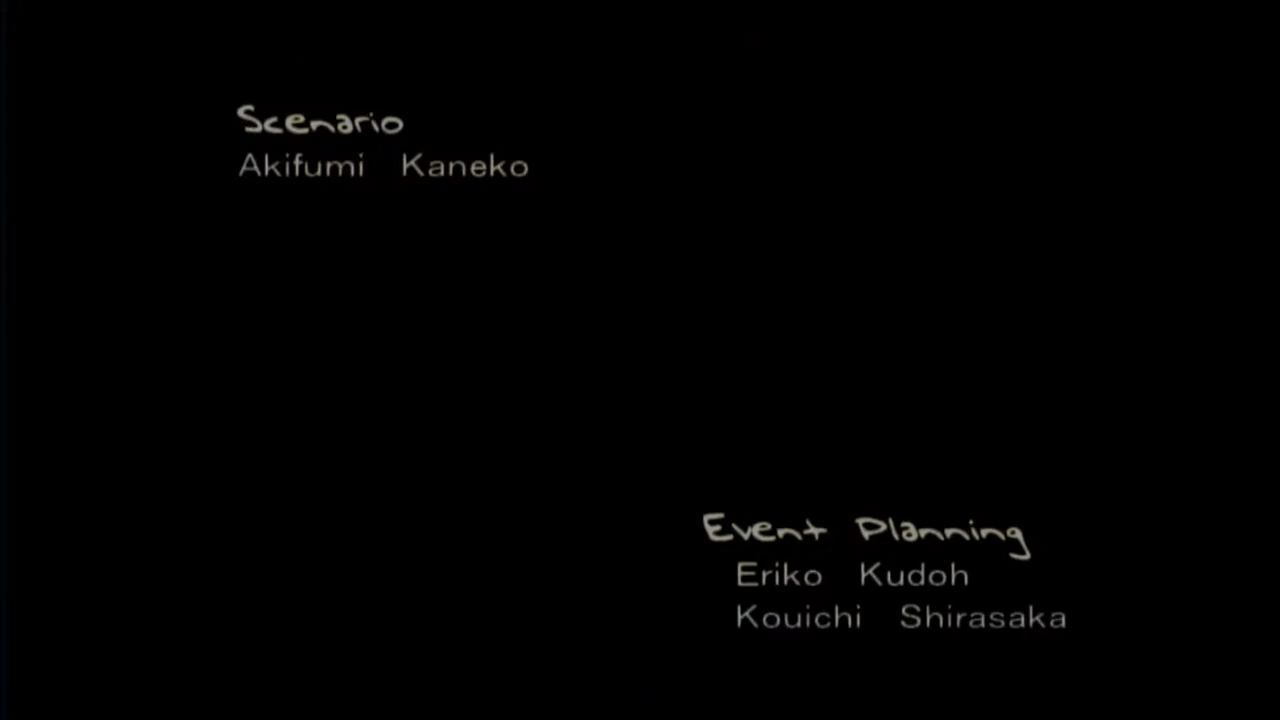 Scenario
Akifumi Kaneko
Event Planning
Eriko Kudoh
Kouichi Shirasaka